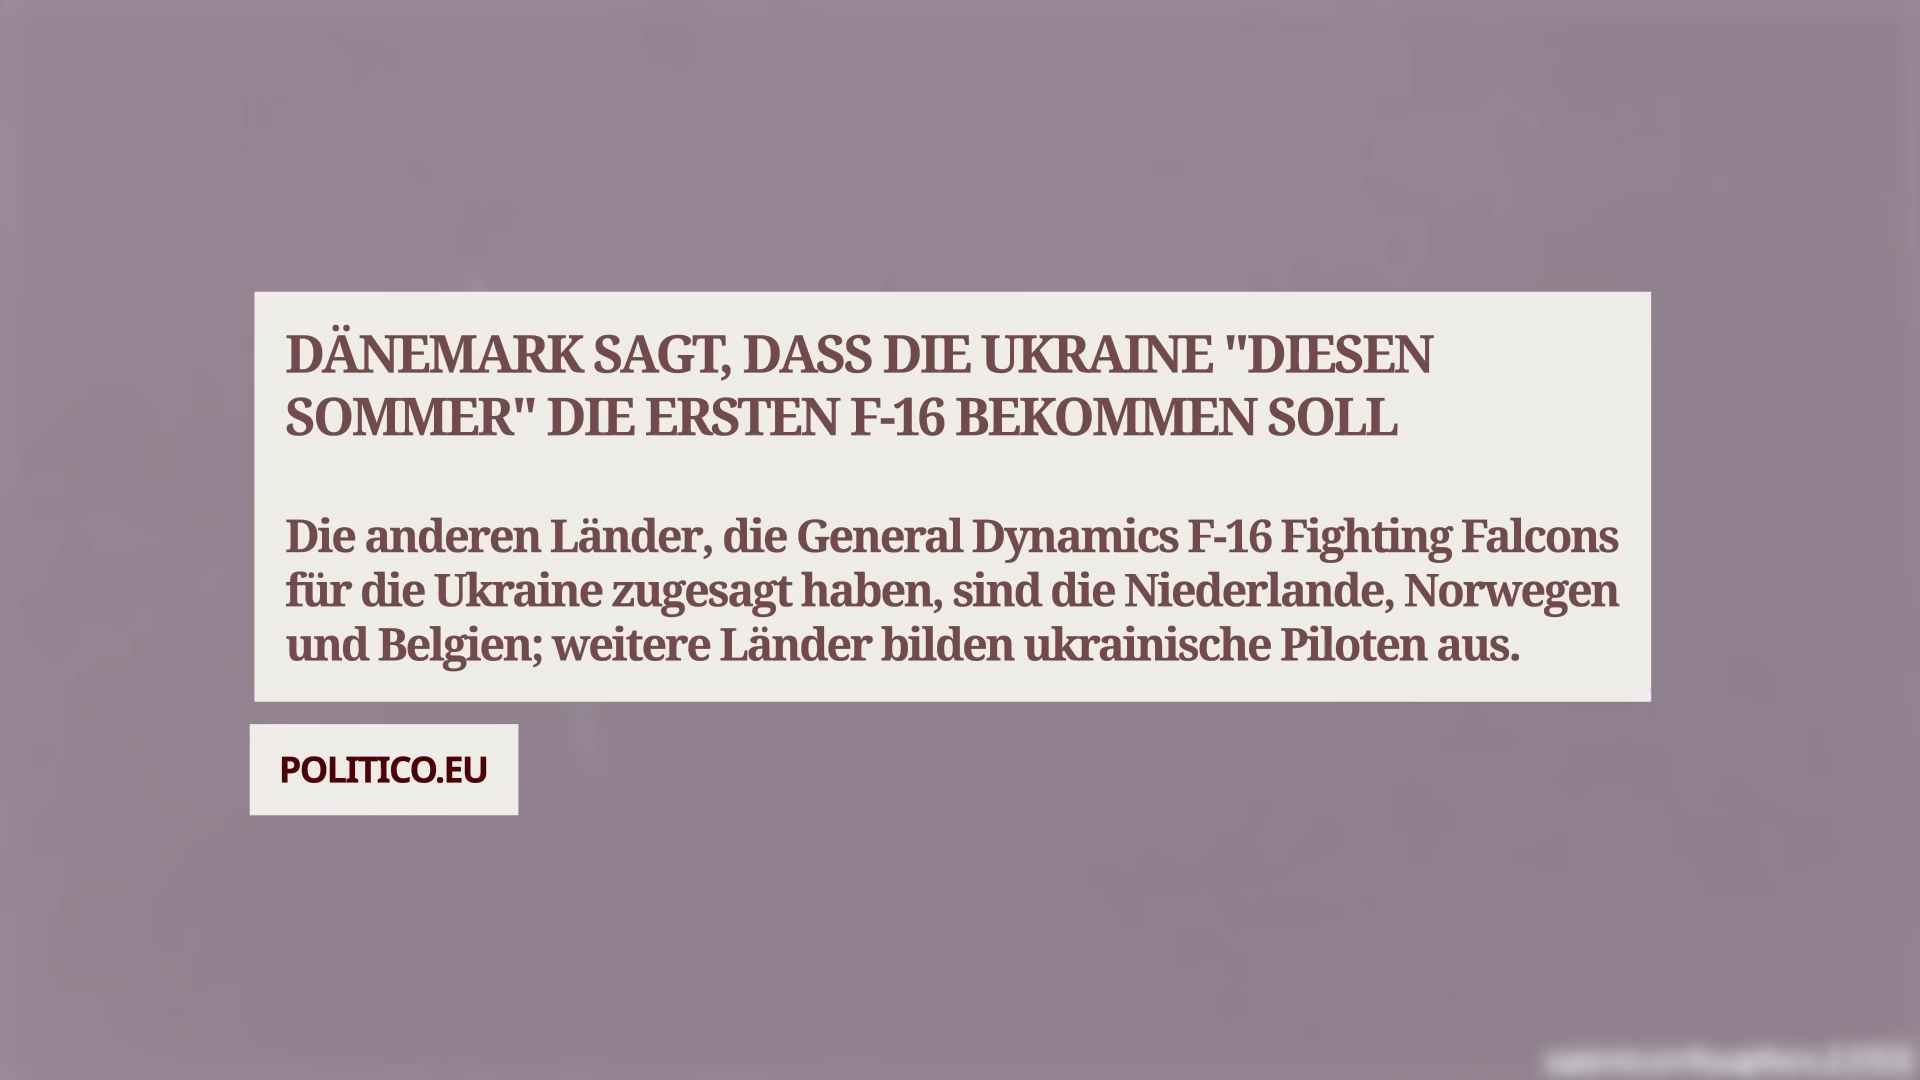 DÄNEMARK SAGT, DASS DIE UKRAINE "DIESEN
SOMMER" DIE ERSTEN F-16 BEKOMMEN SOLL
Die anderen Länder, die General Dynamics F-16 Fighting Falcons
für die Ukraine zugesagt haben, sind die Niederlande, Norwegen
und Belgien; weitere Länder bilden ukrainische Piloten aus.
POLITICO.EU